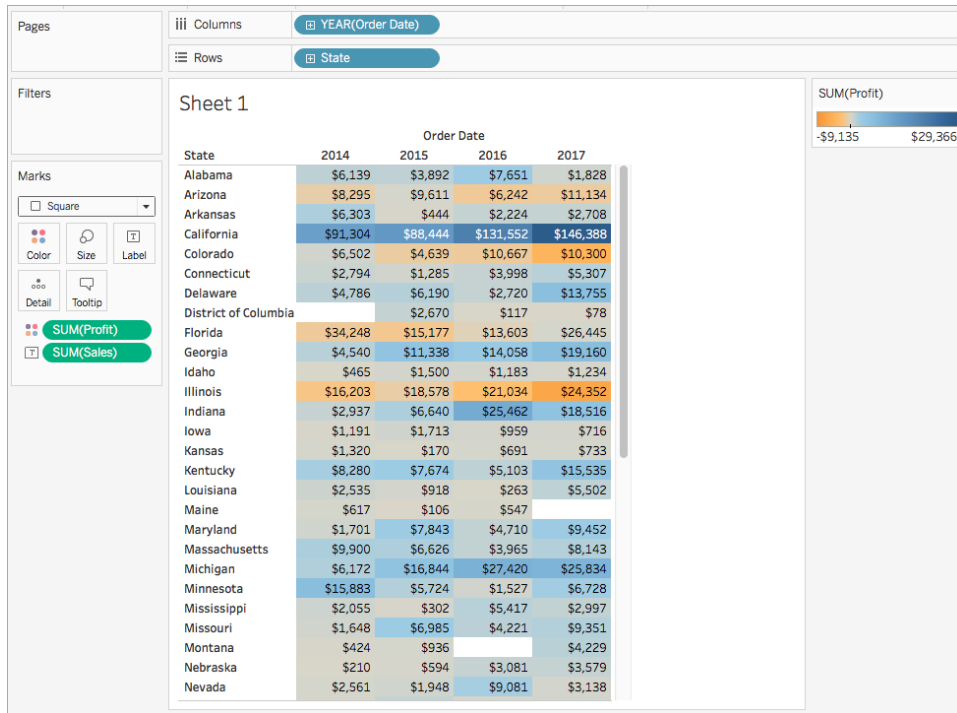 Pages
Columns
YEAR(Order Date)
Rows
State
Filters
Marks
Square
Color Size Label
Detail Tooltip
SUM(Profit)
SUM(Sales)
Sheet 1
Order Date
State 2014 2015 2016 2017
Alabama $6,139 $3,892 $7,651 $1,828
Arizona $8,295 $9,611 $6,242 $11,134
Arkansas $6,303 $444 $2,224 $2,708
California $91,304 $88,444 $131,552 $146,388
Colorado $6,502 $4,639 $10,667 $10,300
Connecticut $2,794 $1,285 $3,998 $5,307
Delaware $4,786 $6,190 $2,720 $13,755
District of Columbia $2,670 $117 $78
Florida $34,248 $15,177 $13,603 $26,445
Georgia $4,540 $11,338 $14,058 $19,160
Idaho $465 $1,500 $1,183 $1,234
Illinois $16,203 $18,578 $21,034 $24,352
Indiana $2,937 $6,640 $25,462 $18,516
Iowa $1,191 $1,713 $959 $716
Kansas $1,320 $170 $691 $733
Kentucky $8,280 $7,674 $5,103 $15,535
Louisiana $2,535 $918 $263 $5,502
Maine $617 $106 $547
Maryland $1,701 $7,843 $4,710 $9,452
Massachusetts $9,900 $6,626 $3,965 $8,143
Michigan $6,172 $16,844 $27,420 $25,834
Minnesota $15,883 $5,724 $1,527 $6,728
Mississippi $2,055 $302 $5,417 $2,997
Missouri $1,648 $6,985 $4,221 $9,351
Montana $424 $936 $4,229
Nebraska $210 $594 $3,081 $3,579
Nevada $2,561 $1,948 $9,081 $3,138
SUM(Profit)
-$9,135 $29,366